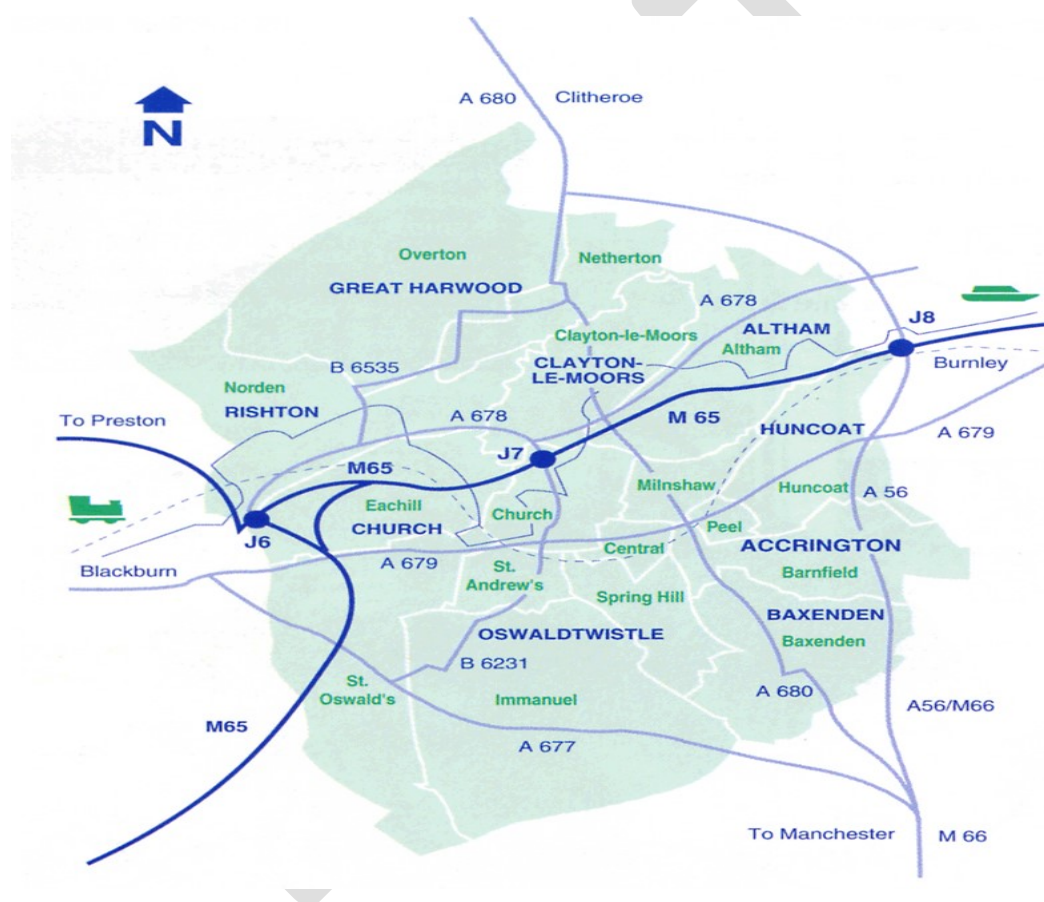 A 680
Clitheroe
N
Overton
Netherton
GREAT HARWOOD
A 678
J8
ALTHAM
Clayton-le-Moors
Altham
CLAYTON-
LE-MOORS
B 6535
Burnley
Norden
RISHTON
To Preston
A 678
M 65
HUNCOAT
A 679
J7
M65
Milnshaw
Huncoat
A 56
Eachill
Church
CHURCH
Peel
J6
Central
ACCRINGTON
A 679
Blackburn
St.
Andrew's
Barnfield
Spring Hill
BAXENDEN
OSWALDTWISTLE
Baxenden
B 6231
St.
Oswald's
Immanuel
A 680
A56/M66
M65
A 677
To Manchester
M 66